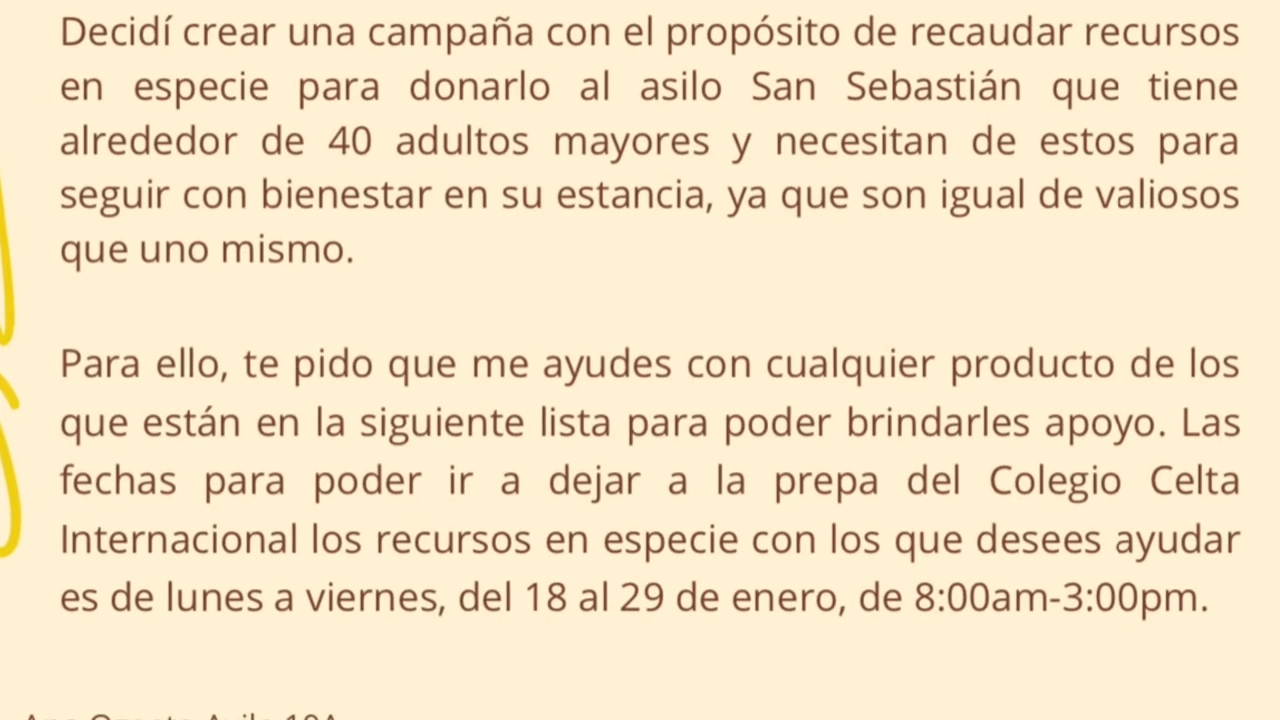 Decidí crear una campaña con el propósito de recaudar recursos
en especie para donarlo al asilo San Sebastián que tiene
alrededor de 40 adultos mayores y necesitan de estos para
seguir con bienestar en su estancia, ya que son igual de valiosos
que uno mismo.
Para ello, te pido que me ayudes con cualquier producto de los
que están en la siguiente lista para poder brindarles apoyo. Las
fechas para poder ir a dejar a la prepa del Colegio Celta
Internacional los recursos en especie con los que desees ayudar
es de lunes a viernes, del 18 al 29 de enero, de 8:00am-3:00pm.